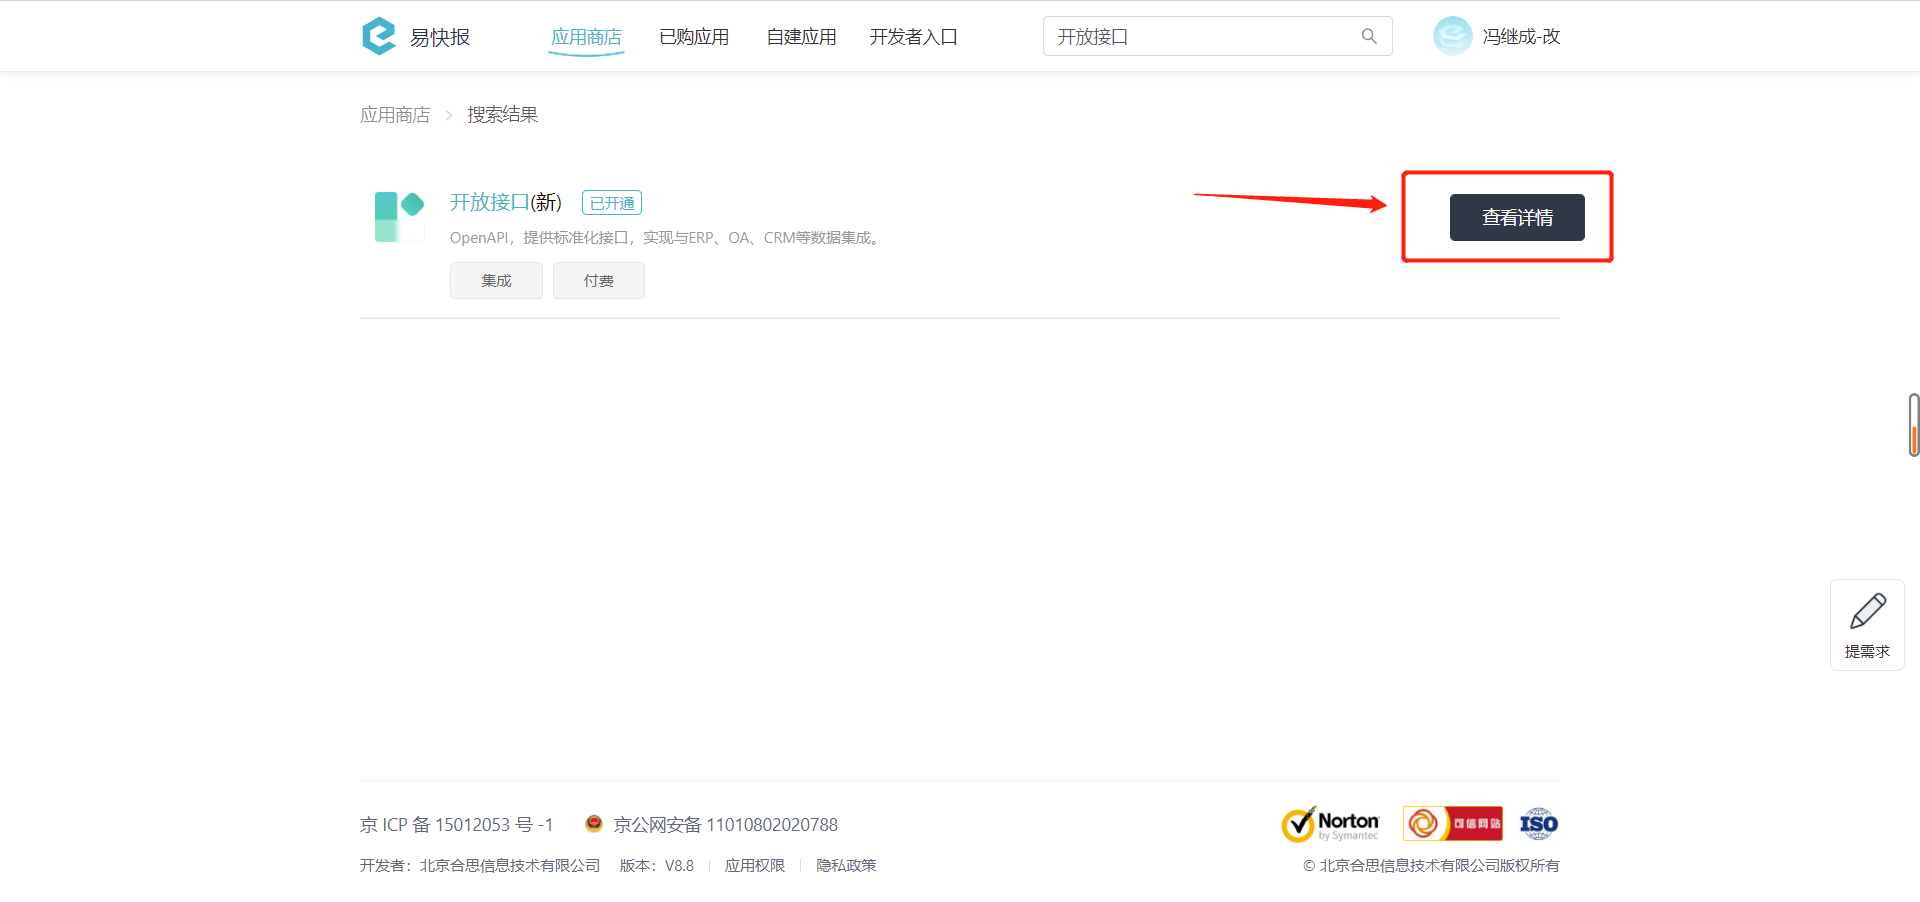 易快报
应用商店
已购应用
自建应用
开发者入口
开放接口
冯继成-改
应用商店 > 搜索结果
开放接口(新) 已开通
查看详情
OpenAPI，提供标准化接口，实现与ERP、OA、CRM等数据集成。
集成
付费
提需求
京 ICP 备 15012053 号 -1
京公网安备 11010802020788
Norton
by Symantec
可信网站
ISO
开发者：北京合思信息技术有限公司 版本：V8.8
应用权限
隐私政策
© 北京合思信息技术有限公司版权所有